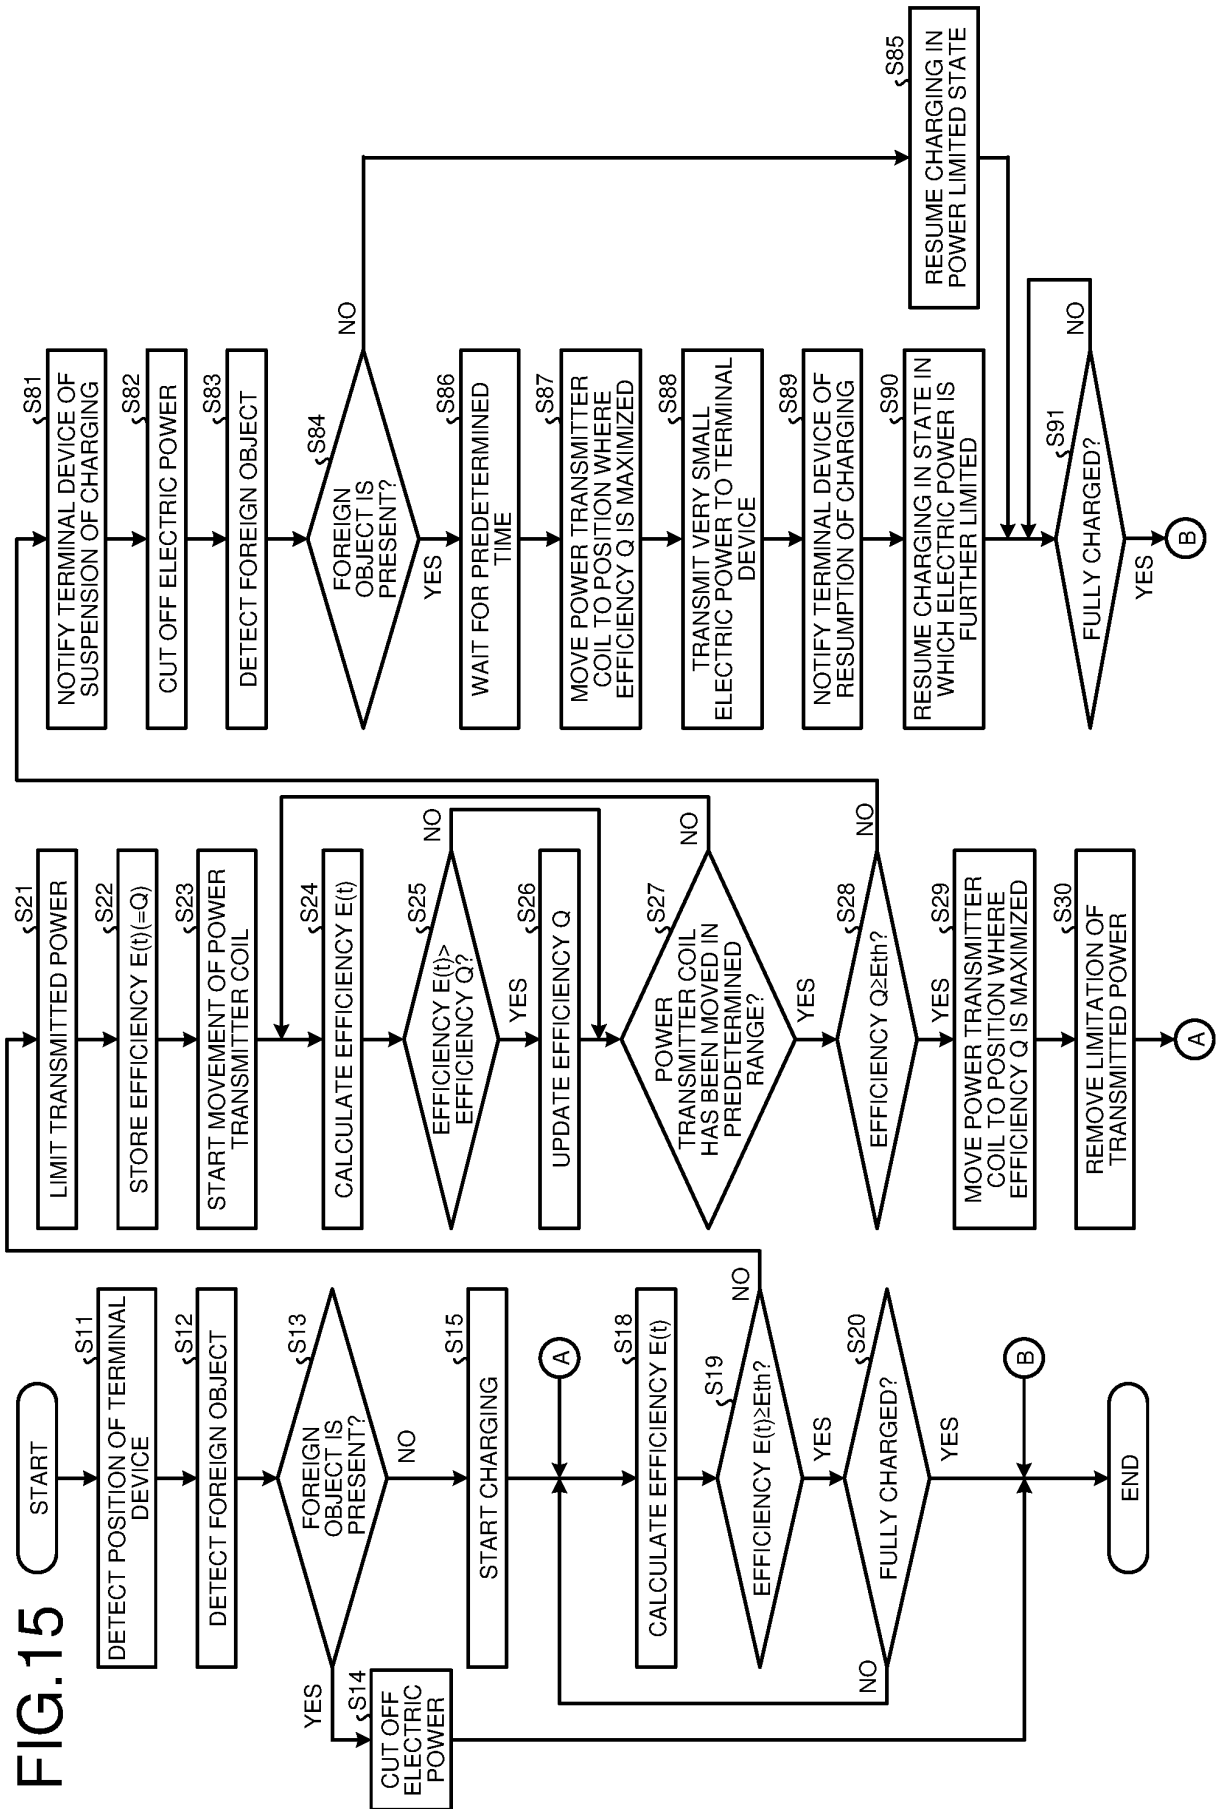 FIG.15
START
S11
DETECT POSITION OF TERMINAL
DEVICE
S12
DETECT FOREIGN OBJECT
S13
FOREIGN
OBJECT IS
PRESENT?
YES
NO
S14
CUT OFF
ELECTRIC
POWER
S15
START CHARGING
A
S18
CALCULATE EFFICIENCY E(t)
S19
EFFICIENCY E(t)≥Eth?
NO
YES
S20
FULLY CHARGED?
NO
YES
B
END
S21
LIMIT TRANSMITTED POWER
S22
STORE EFFICIENCY E(t)(=Q)
S23
START MOVEMENT OF POWER
TRANSMITTER COIL
S24
CALCULATE EFFICIENCY E(t)
S25
EFFICIENCY E(t)>
EFFICIENCY Q?
NO
YES
S26
UPDATE EFFICIENCY Q
S27
POWER
TRANSMITTER COIL
HAS BEEN MOVED IN
PREDETERMINED
RANGE?
NO
YES
S28
EFFICIENCY Q≥Eth?
NO
YES
S29
MOVE POWER TRANSMITTER
COIL TO POSITION WHERE
EFFICIENCY Q IS MAXIMIZED
S30
REMOVE LIMITATION OF
TRANSMITTED POWER
A
S81
NOTIFY TERMINAL DEVICE OF
SUSPENSION OF CHARGING
S82
CUT OFF ELECTRIC POWER
S83
DETECT FOREIGN OBJECT
S84
FOREIGN
OBJECT IS
PRESENT?
NO
YES
S85
RESUME CHARGING IN
POWER LIMITED STATE
S86
WAIT FOR PREDETERMINED
TIME
S87
MOVE POWER TRANSMITTER
COIL TO POSITION WHERE
EFFICIENCY Q IS MAXIMIZED
S88
TRANSMIT VERY SMALL
ELECTRIC POWER TO TERMINAL
DEVICE
S89
NOTIFY TERMINAL DEVICE OF
RESUMPTION OF CHARGING
S90
RESUME CHARGING IN STATE IN
WHICH ELECTRIC POWER IS
FURTHER LIMITED
S91
FULLY CHARGED?
NO
YES
B